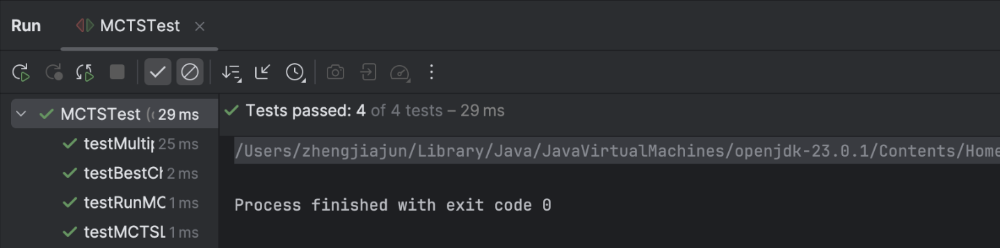 Run MCTSTest
MCTSTest 29 ms
Tests passed: 4 of 4 tests – 29 ms
testMultip 25 ms
/Users/zhengjiajun/Library/Java/JavaVirtualMachines/openjdk-23.0.1/Contents/Home
testBestCh 2 ms
testRunMC 1 ms
Process finished with exit code 0
testMCTSL 1 ms